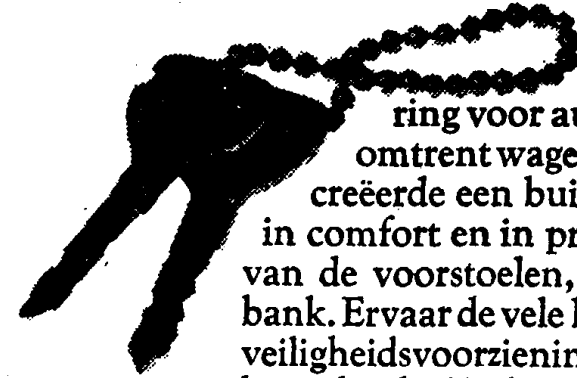 ring voor
omtrent
creëerde een
in comfort en in
van de voorstoelen,
bank. Ervaar de vele